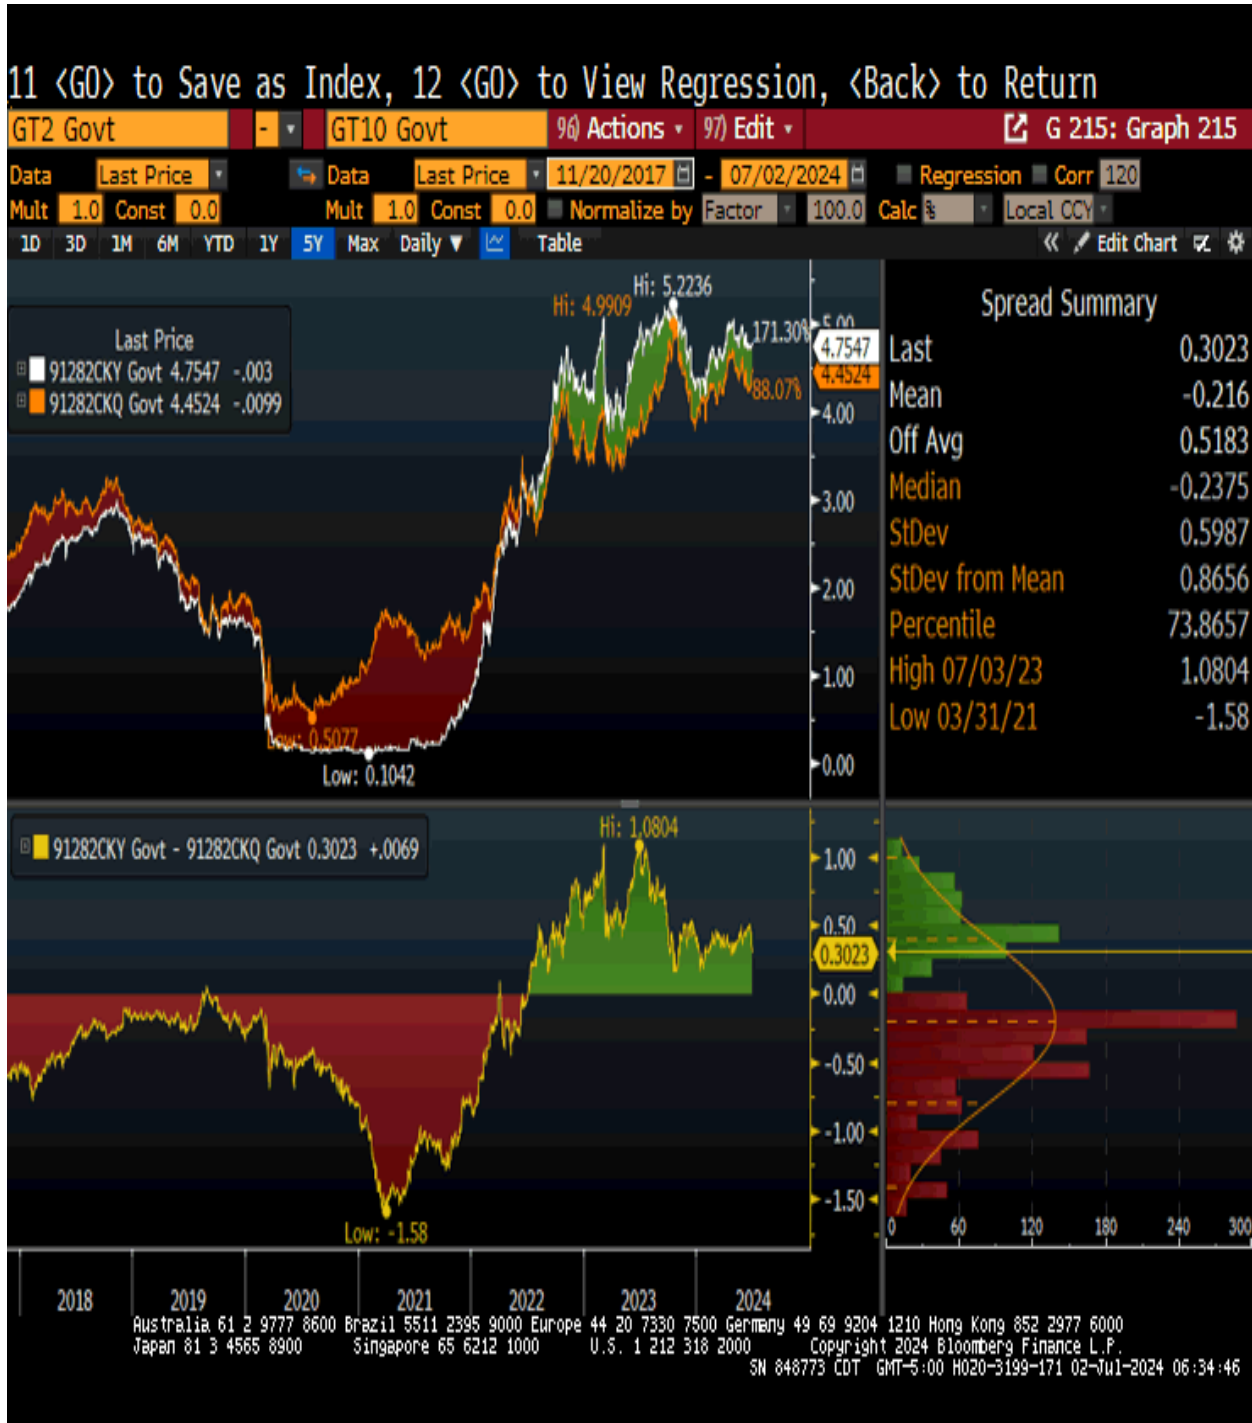 11 <GO> to Save as Index, 12 <GO> to View Regression, <Back> to Return
GT2 Govt - GT10 Govt 96) Actions 97) Edit G 215: Graph 215
Data Last Price Data Last Price 11/20/2017 - 07/02/2024 Regression Corr 120
Mult 1.0 Const 0.0 Mult 1.0 Const 0.0 Normalize by Factor 100.0 Calc % Local CCY
1D 3D 1M 6M YTD 1Y 5Y Max Daily ▼ Table « Edit Chart
Last Price
91282CKY Govt 4.7547 -.003
91282CKQ Govt 4.4524 -.0099
Hi: 5.2236
Hi: 4.9909
171.30%
88.07%
Low: 0.5077
Low: 0.1042
5.00
4.7547
4.4524
4.00
3.00
2.00
1.00
0.00
Spread Summary
Last 0.3023
Mean -0.216
Off Avg 0.5183
Median -0.2375
StDev 0.5987
StDev from Mean 0.8656
Percentile 73.8657
High 07/03/23 1.0804
Low 03/31/21 -1.58
91282CKY Govt - 91282CKQ Govt 0.3023 +.0069
Hi: 1.0804
Low: -1.58
1.00
0.50
0.3023
0.00
-0.50
-1.00
-1.50
0 60 120 180 240 300
2018 2019 2020 2021 2022 2023 2024
Australia 61 2 9777 8600 Brazil 5511 2395 9000 Europe 44 20 7330 7500 Germany 49 69 9204 1210 Hong Kong 852 2977 6000
Japan 81 3 4565 8900 Singapore 65 6212 1000 U.S. 1 212 318 2000 Copyright 2024 Bloomberg Finance L.P.
SN 848773 CDT GMT-5:00 H020-3199-171 02-Jul-2024 06:34:46